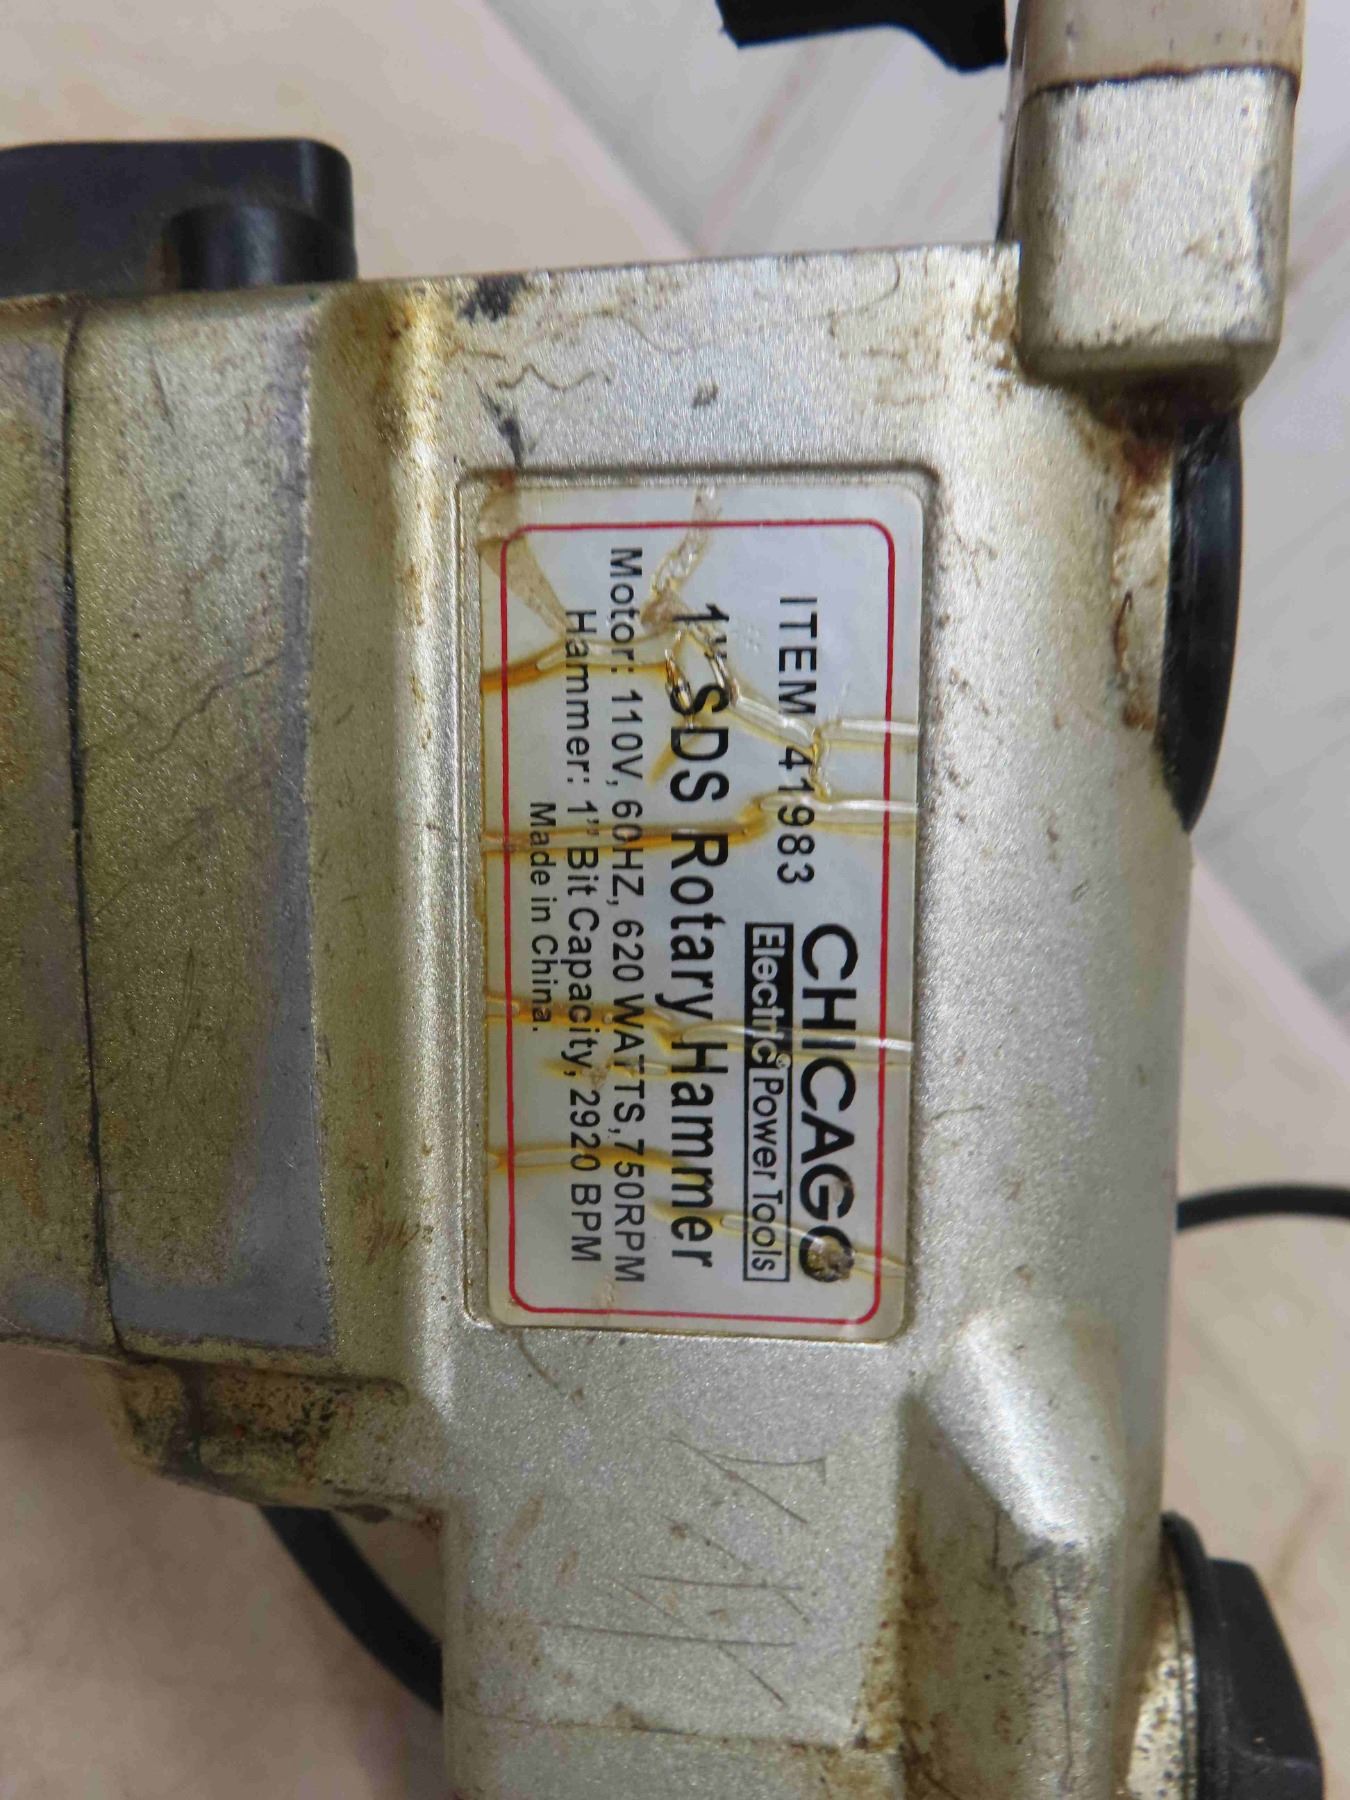 ITEM 41983
CHICAGO
Electric® Power Tools
1" SDS Rotary Hammer
Motor: 110V, 60HZ, 620 WATTS, 750RPM
Hammer: 1" Bit Capacity, 2920 BPM
Made in China.